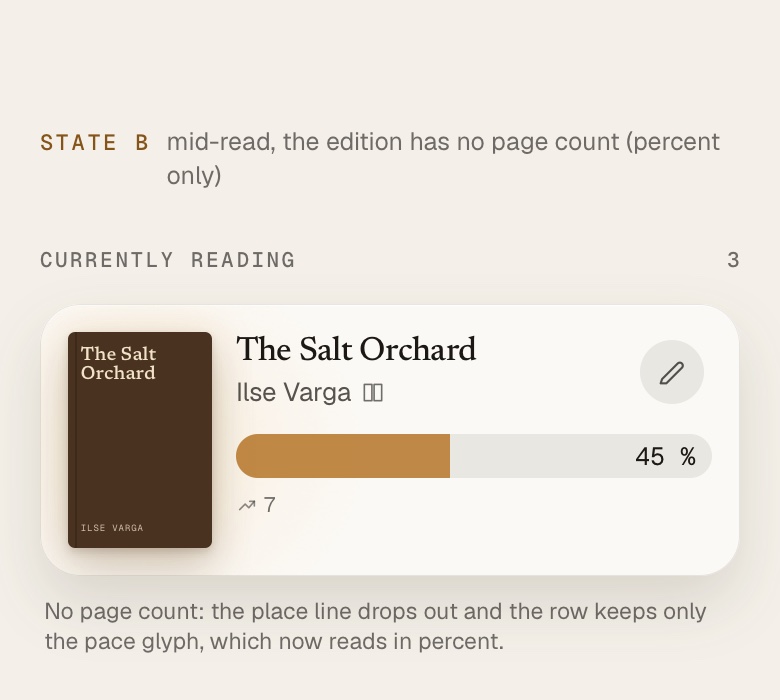 STATE B mid-read, the edition has no page count (percent
only)
CURRENTLY READING 3
The Salt
Orchard
ILSE VARGA
The Salt Orchard
Ilse Varga
45 %
7
No page count: the place line drops out and the row keeps only
the pace glyph, which now reads in percent.